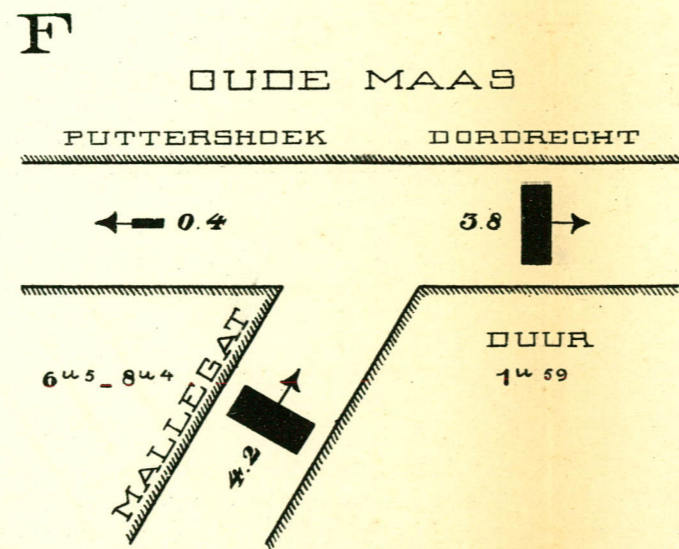 F
OUDE MAAS
PUTTERSHOEK DORDRECHT
0.4 3.8
MALLEGAT
DUUR
6ᵘ⁵ – 8ᵘ⁴ 1ᵘ ⁵⁹
4.2